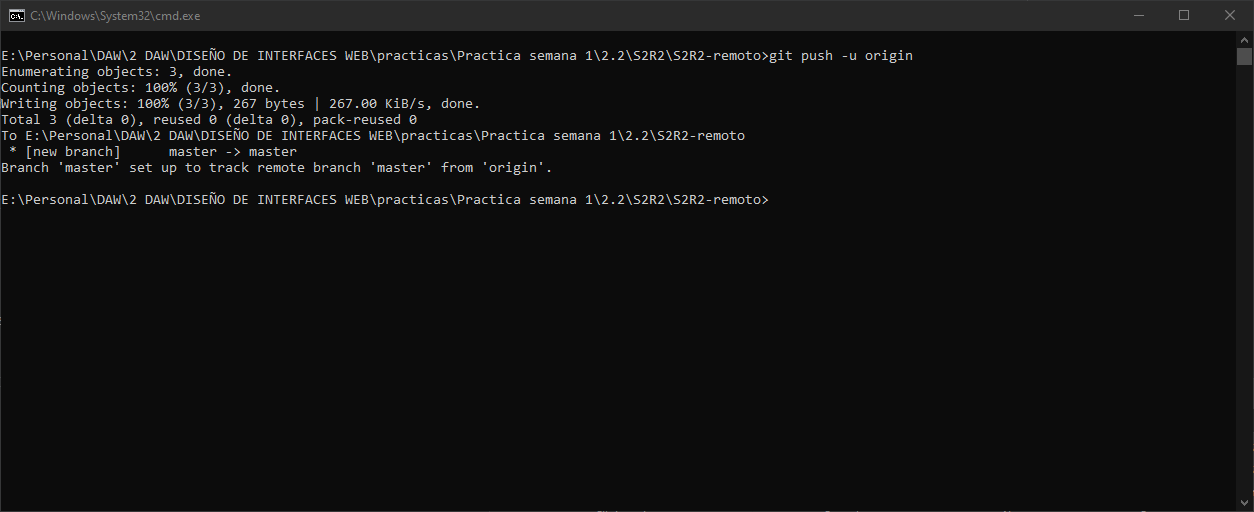 C:\Windows\System32\cmd.exe
E:\Personal\DAW\2 DAW\DISEÑO DE INTERFACES WEB\practicas\Practica semana 1\2.2\S2R2\S2R2-remoto>git push -u origin
Enumerating objects: 3, done.
Counting objects: 100% (3/3), done.
Writing objects: 100% (3/3), 267 bytes | 267.00 KiB/s, done.
Total 3 (delta 0), reused 0 (delta 0), pack-reused 0
To E:\Personal\DAW\2 DAW\DISEÑO DE INTERFACES WEB\practicas\Practica semana 1\2.2\S2R2-remoto
 * [new branch]      master -> master
Branch 'master' set up to track remote branch 'master' from 'origin'.
E:\Personal\DAW\2 DAW\DISEÑO DE INTERFACES WEB\practicas\Practica semana 1\2.2\S2R2\S2R2-remoto>